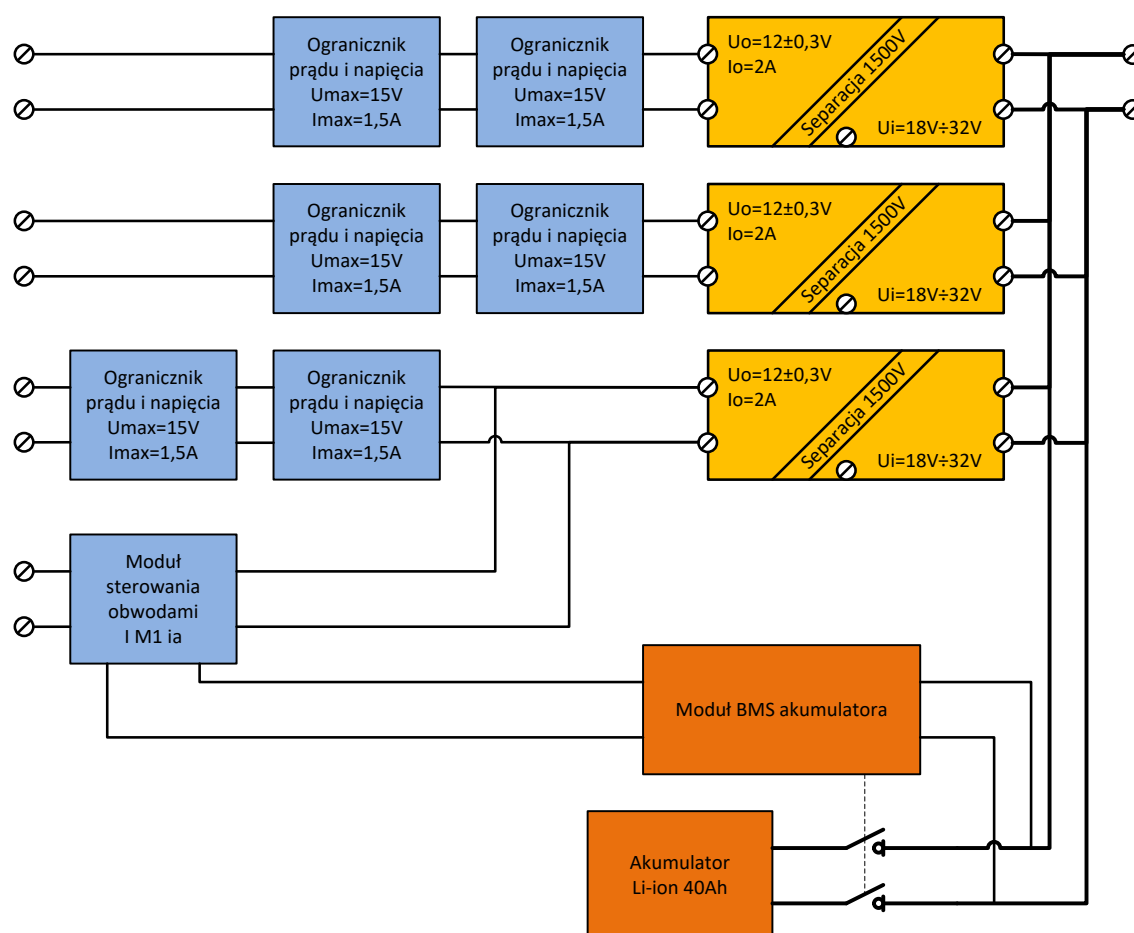 Ogranicznik
prądu i napięcia
Umax=15V
Imax=1,5A
Ogranicznik
prądu i napięcia
Umax=15V
Imax=1,5A
Uo=12±0,3V
Io=2A
Separacja 1500V
Ui=18V÷32V
Ogranicznik
prądu i napięcia
Umax=15V
Imax=1,5A
Ogranicznik
prądu i napięcia
Umax=15V
Imax=1,5A
Uo=12±0,3V
Io=2A
Separacja 1500V
Ui=18V÷32V
Ogranicznik
prądu i napięcia
Umax=15V
Imax=1,5A
Ogranicznik
prądu i napięcia
Umax=15V
Imax=1,5A
Uo=12±0,3V
Io=2A
Separacja 1500V
Ui=18V÷32V
Moduł
sterowania
obwodami
I M1 ia
Moduł BMS akumulatora
Akumulator
Li-ion 40Ah